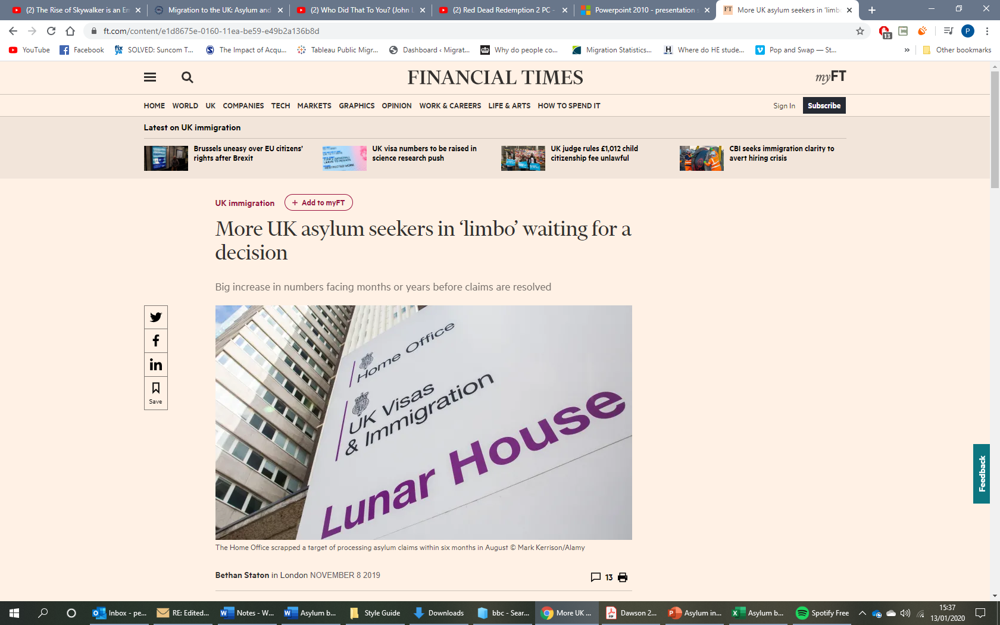 (2) The Rise of Skywalker is an Er
Migration to the UK: Asylum and
(2) Who Did That To You? (John L
(2) Red Dead Redemption 2 PC -
Powerpoint 2010 - presentation s
FT More UK asylum seekers in 'limb
ft.com/content/e1d8675e-0160-11ea-be59-e49b2a136b8d
13
P
YouTube
Facebook
SOLVED: Suncom T...
The Impact of Acqu...
Tableau Public Migr...
Dashboard ‹ Migrat...
Why do people co...
Migration Statistics...
H Where do HE stude...
Pop and Swap — St...
»
Other bookmarks
FINANCIAL TIMES
myFT
HOME WORLD UK COMPANIES TECH MARKETS GRAPHICS OPINION WORK & CAREERS LIFE & ARTS HOW TO SPEND IT
Sign In Subscribe
Latest on UK immigration
Brussels uneasy over EU citizens'
rights after Brexit
UK visa numbers to be raised in
science research push
UK judge rules £1,012 child
citizenship fee unlawful
CBI seeks immigration clarity to
avert hiring crisis
UK immigration
+ Add to myFT
More UK asylum seekers in ‘limbo’ waiting for a
decision
Big increase in numbers facing months or years before claims are resolved
Save
Home Office
UK Visas
& Immigration
Lunar House
Feedback
The Home Office scrapped a target of processing asylum claims within six months in August © Mark Kerrison/Alamy
Bethan Staton in London NOVEMBER 8 2019
13
Inbox - pe...
RE: Edited...
Notes - W...
Asylum b...
Style Guide
Downloads
bbc - Sear...
More UK ...
Dawson 2...
Asylum in...
Asylum b...
Spotify Free
15:37
13/01/2020